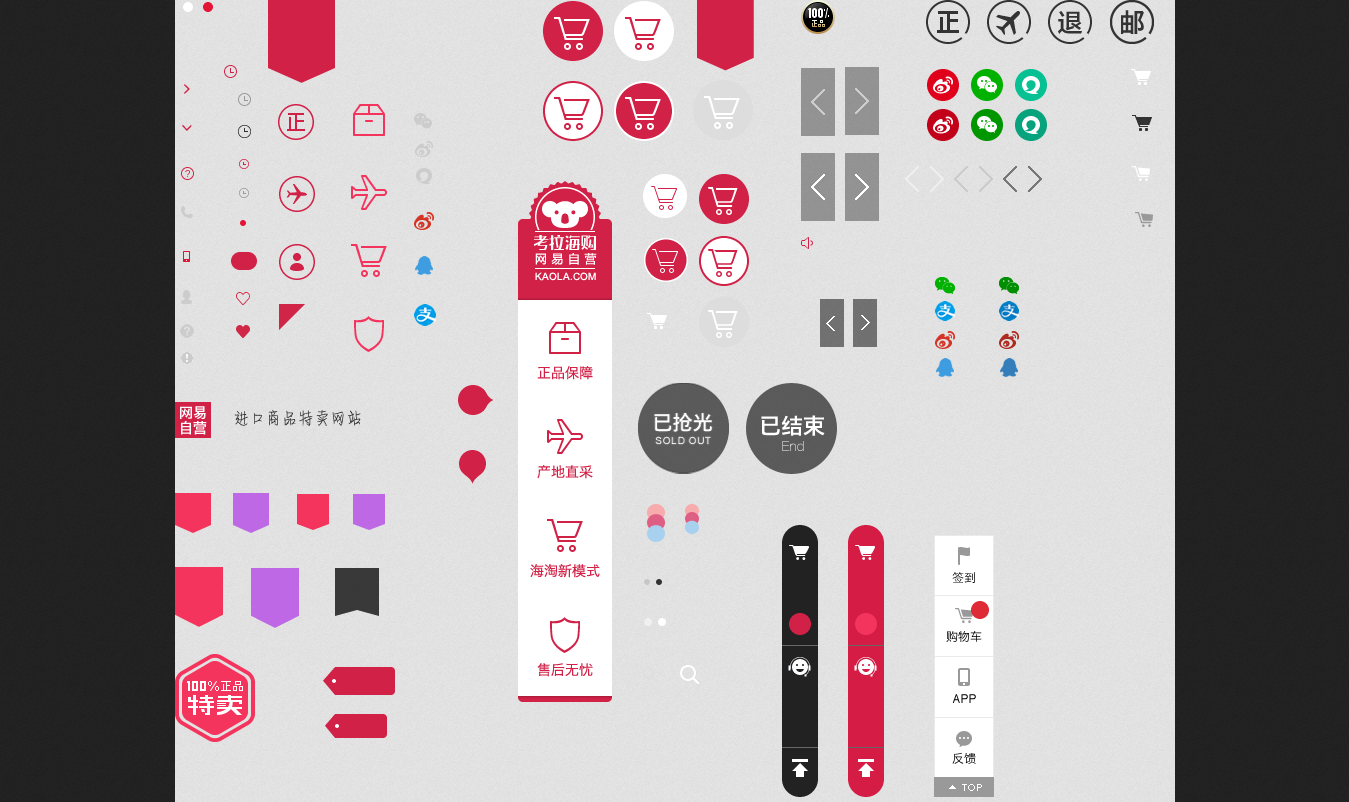 100%
正品
正
退
邮
正
考拉海购
网易自营
KAOLA.COM
正品保障
产地直采
海淘新模式
售后无忧
网易
自营
进口商品特卖网站
已抢光
SOLD OUT
已结束
End
100%正品
特卖
签到
购物车
APP
反馈
TOP